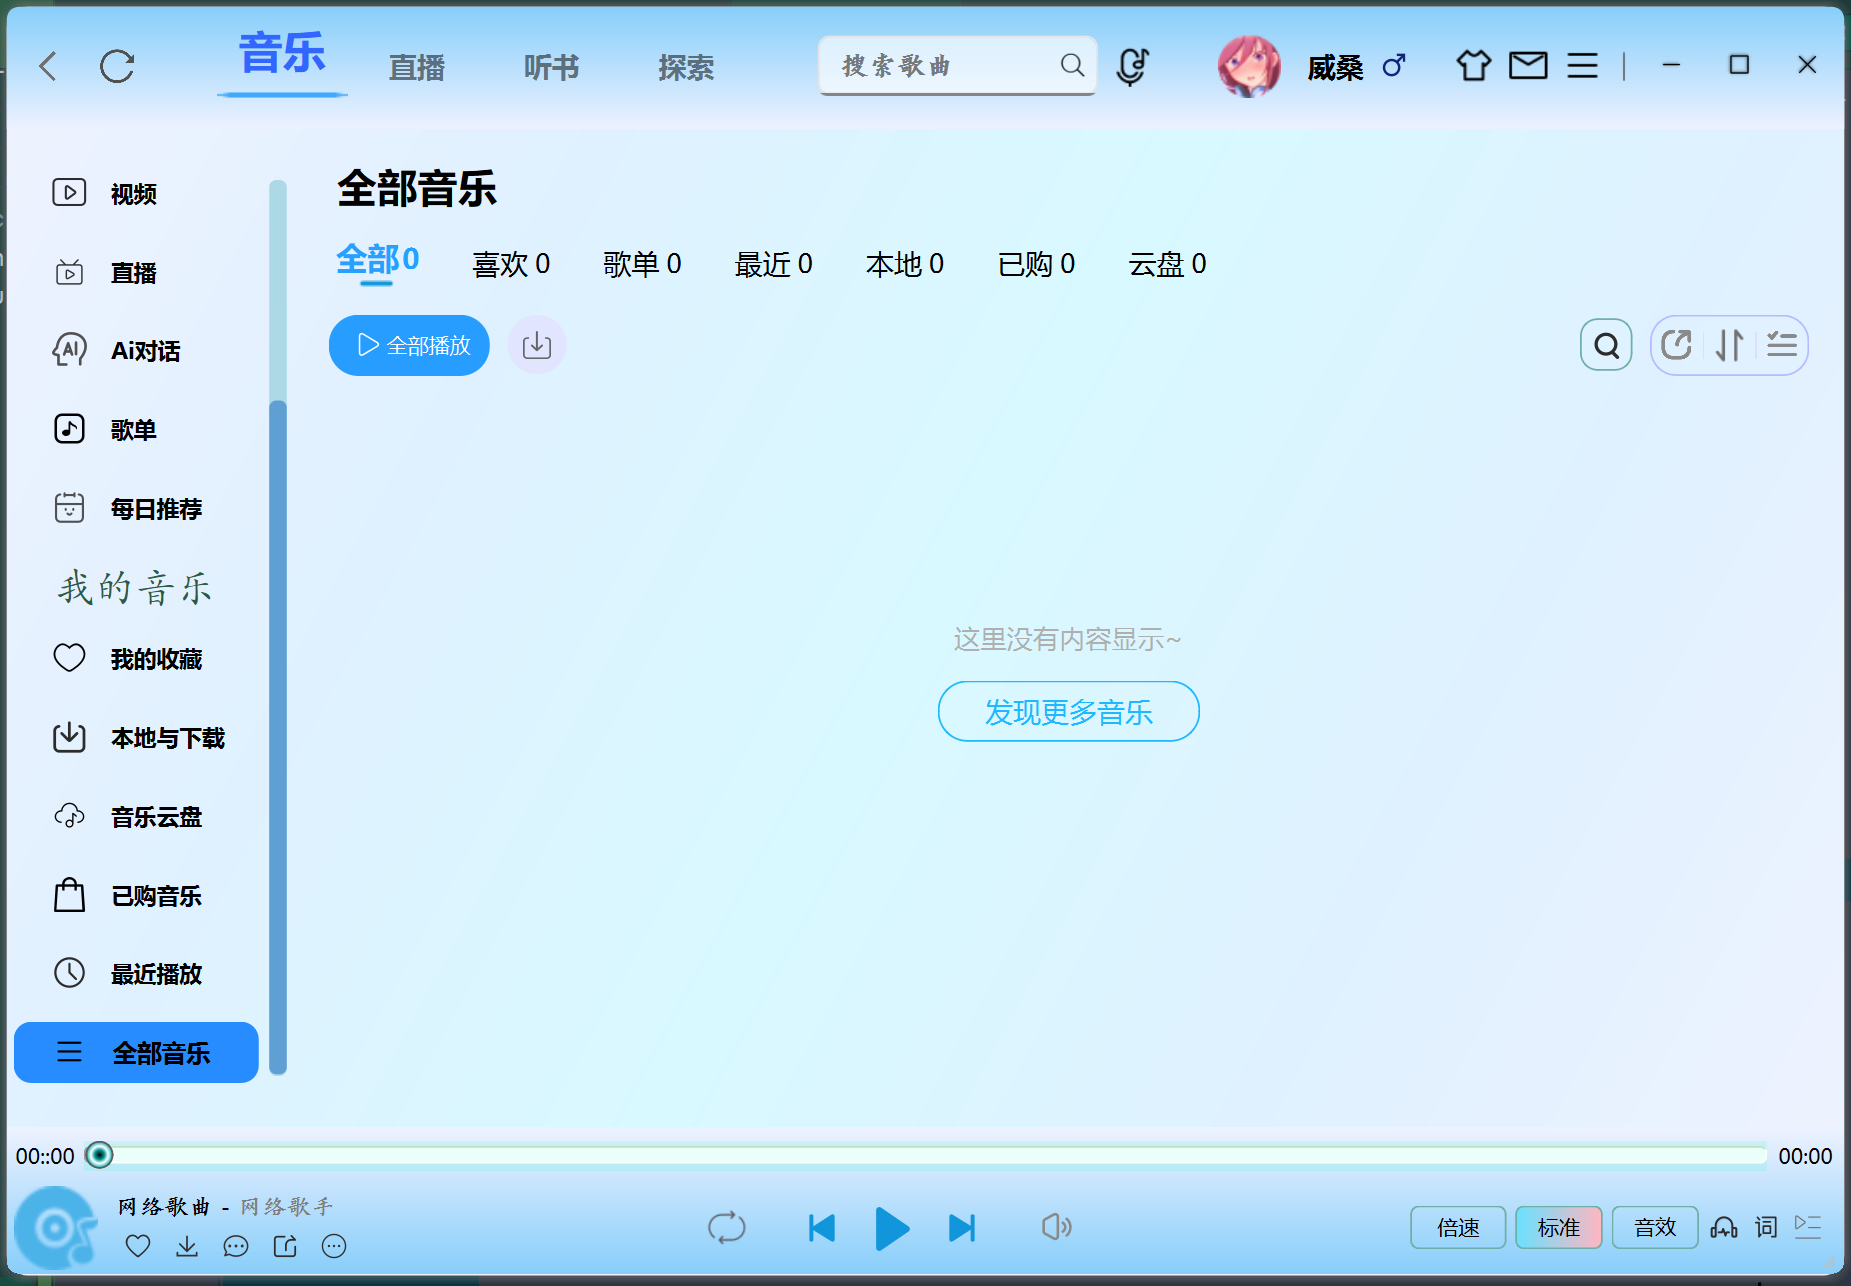 音乐 直播 听书 探索 搜索歌曲 威桑
视频
直播
Ai对话
歌单
每日推荐
我的音乐
我的收藏
本地与下载
音乐云盘
已购音乐
最近播放
全部音乐
全部音乐
全部0 喜欢 0 歌单 0 最近 0 本地 0 已购 0 云盘 0
全部播放
这里没有内容显示~
发现更多音乐
00::00 00:00
网络歌曲 - 网络歌手
倍速 标准 音效 词